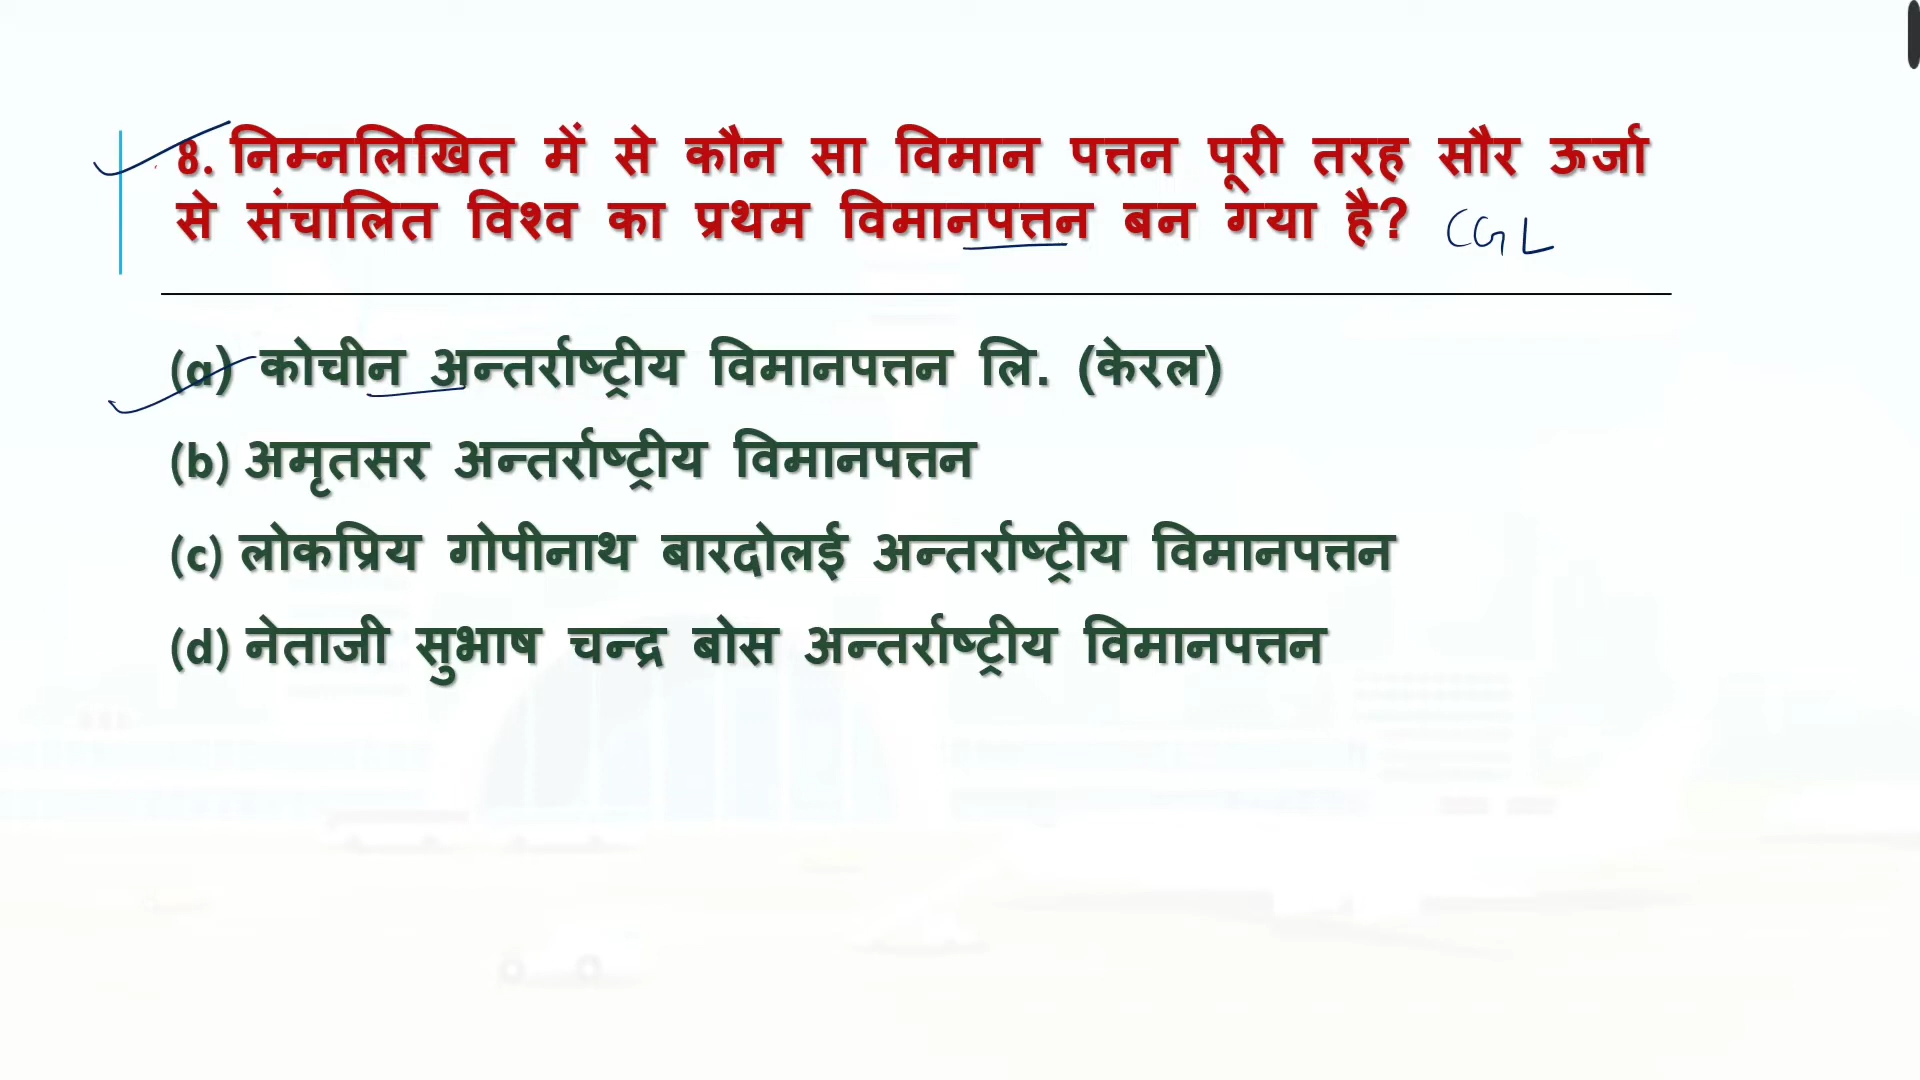 8. निम्नलिखित में से कौन सा विमान पत्तन पूरी तरह सौर ऊर्जा
से संचालित विश्व का प्रथम विमानपत्तन बन गया है? CGL
(a) कोचीन अन्तर्राष्ट्रीय विमानपत्तन लि. (केरल)
(b) अमृतसर अन्तर्राष्ट्रीय विमानपत्तन
(c) लोकप्रिय गोपीनाथ बारदोलई अन्तर्राष्ट्रीय विमानपत्तन
(d) नेताजी सुभाष चन्द्र बोस अन्तर्राष्ट्रीय विमानपत्तन